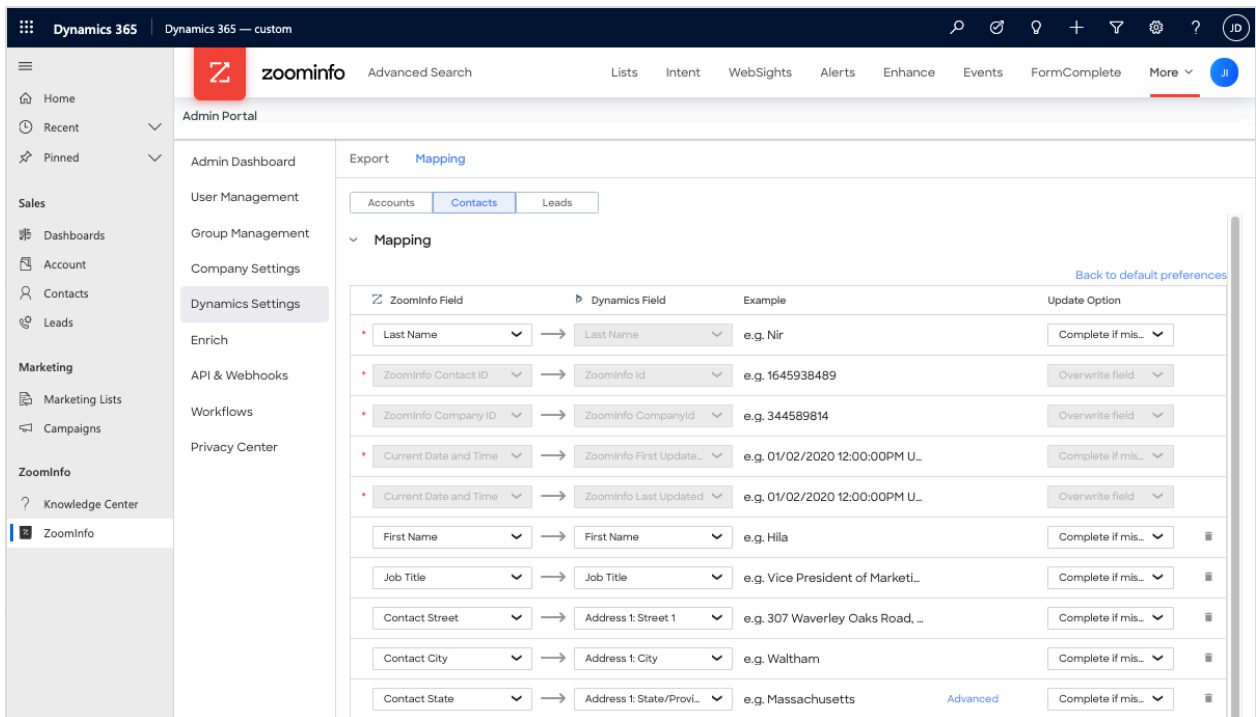 Dynamics 365 Dynamics 365 — custom ? JD
zoominfo Advanced Search Lists Intent WebSights Alerts Enhance Events FormComplete More JI
Admin Portal
Home
Recent
Pinned
Sales
Dashboards
Account
Contacts
Leads
Marketing
Marketing Lists
Campaigns
ZoomInfo
? Knowledge Center
ZoomInfo
Admin Dashboard
User Management
Group Management
Company Settings
Dynamics Settings
Enrich
API & Webhooks
Workflows
Privacy Center
Export Mapping
Accounts Contacts Leads
Mapping
Back to default preferences
ZoomInfo Field Dynamics Field Example Update Option
* Last Name Last Name e.g. Nir Complete if mis...
* ZoomInfo Contact ID ZoomInfo Id e.g. 1645938489 Overwrite field
* ZoomInfo Company ID ZoomInfo CompanyId e.g. 344589814 Overwrite field
* Current Date and Time ZoomInfo First Update... e.g. 01/02/2020 12:00:00PM U... Complete if mis...
* Current Date and Time ZoomInfo Last Updated e.g. 01/02/2020 12:00:00PM U... Overwrite field
First Name First Name e.g. Hila Complete if mis...
Job Title Job Title e.g. Vice President of Marketi... Complete if mis...
Contact Street Address 1: Street 1 e.g. 307 Waverley Oaks Road, ... Complete if mis...
Contact City Address 1: City e.g. Waltham Complete if mis...
Contact State Address 1: State/Provi... e.g. Massachusetts Advanced Complete if mis...